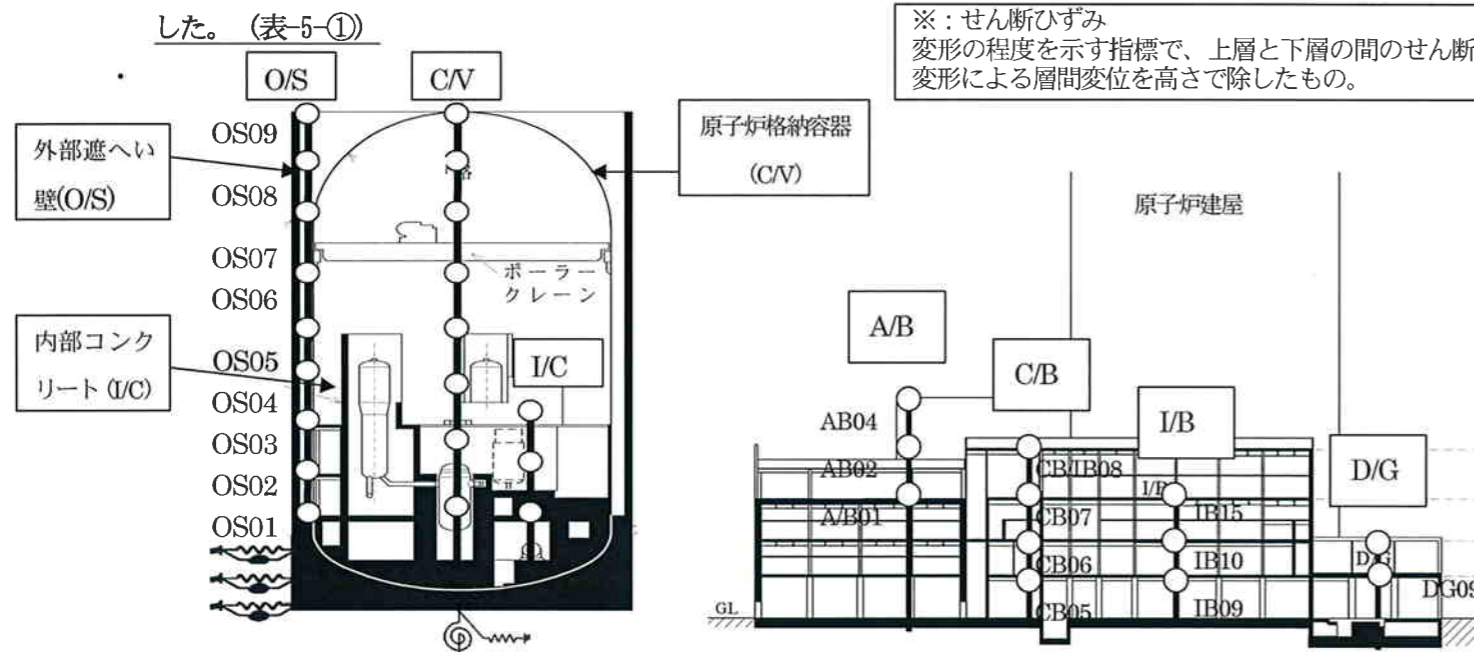 した。 (表-5-①)
※：せん断ひずみ
変形の程度を示す指標で、上層と下層の間のせん断
変形による層間変位を高さで除したもの。
O/S
C/V
外部遮へい
壁(O/S)
原子炉格納容器
(C/V)
OS09
OS08
OS07
OS06
OS05
OS04
OS03
OS02
OS01
ポーラー
クレーン
内部コンク
リート (I/C)
I/C
原子炉建屋
A/B
C/B
I/B
D/G
AB04
AB02
A/B01
CB/IB08
CB07
CB06
CB05
IB15
IB10
IB09
DG09
GL